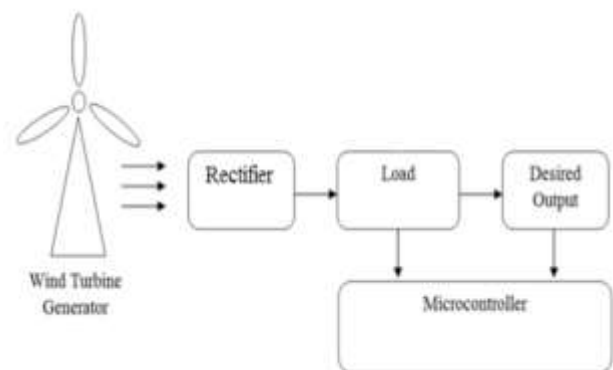 Rectifier
Load
Desired
Output
Wind Turbine
Generator
Microcontroller